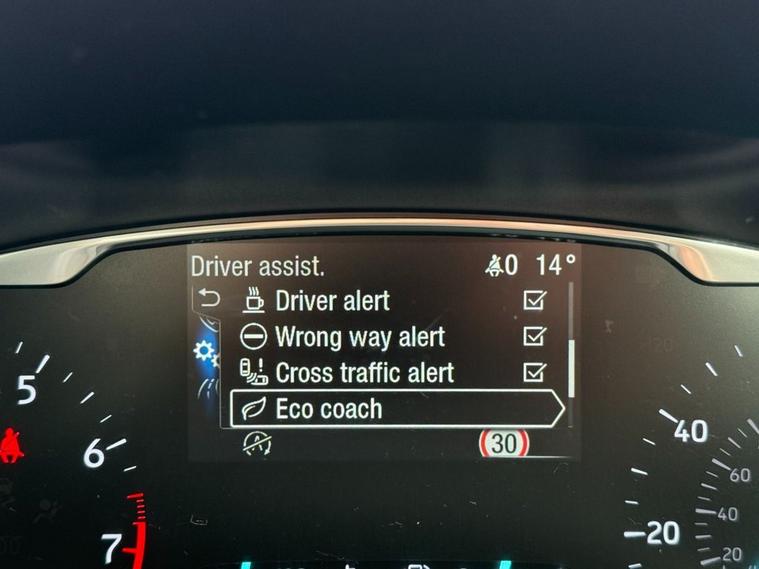 Driver assist. 0 14°
Driver alert
Wrong way alert
Cross traffic alert
Eco coach
30
5
6
7
40
20
60
40
20